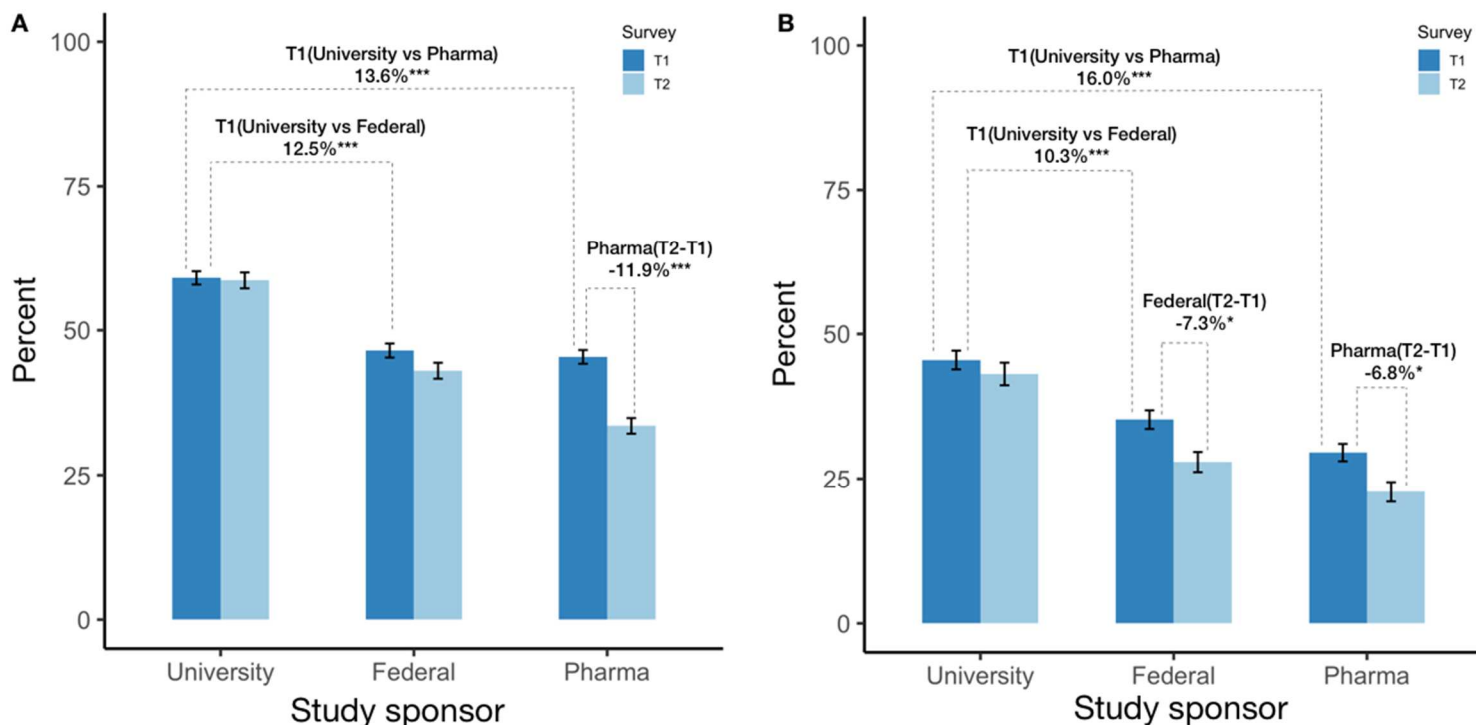 A
Percent
100
75
50
25
0
T1(University vs Pharma)
13.6%***
T1(University vs Federal)
12.5%***
Pharma(T2-T1)
-11.9%***
Survey
T1
T2
University
Federal
Pharma
Study sponsor
B
Percent
100
75
50
25
0
T1(University vs Pharma)
16.0%***
T1(University vs Federal)
10.3%***
Federal(T2-T1)
-7.3%*
Pharma(T2-T1)
-6.8%*
Survey
T1
T2
University
Federal
Pharma
Study sponsor